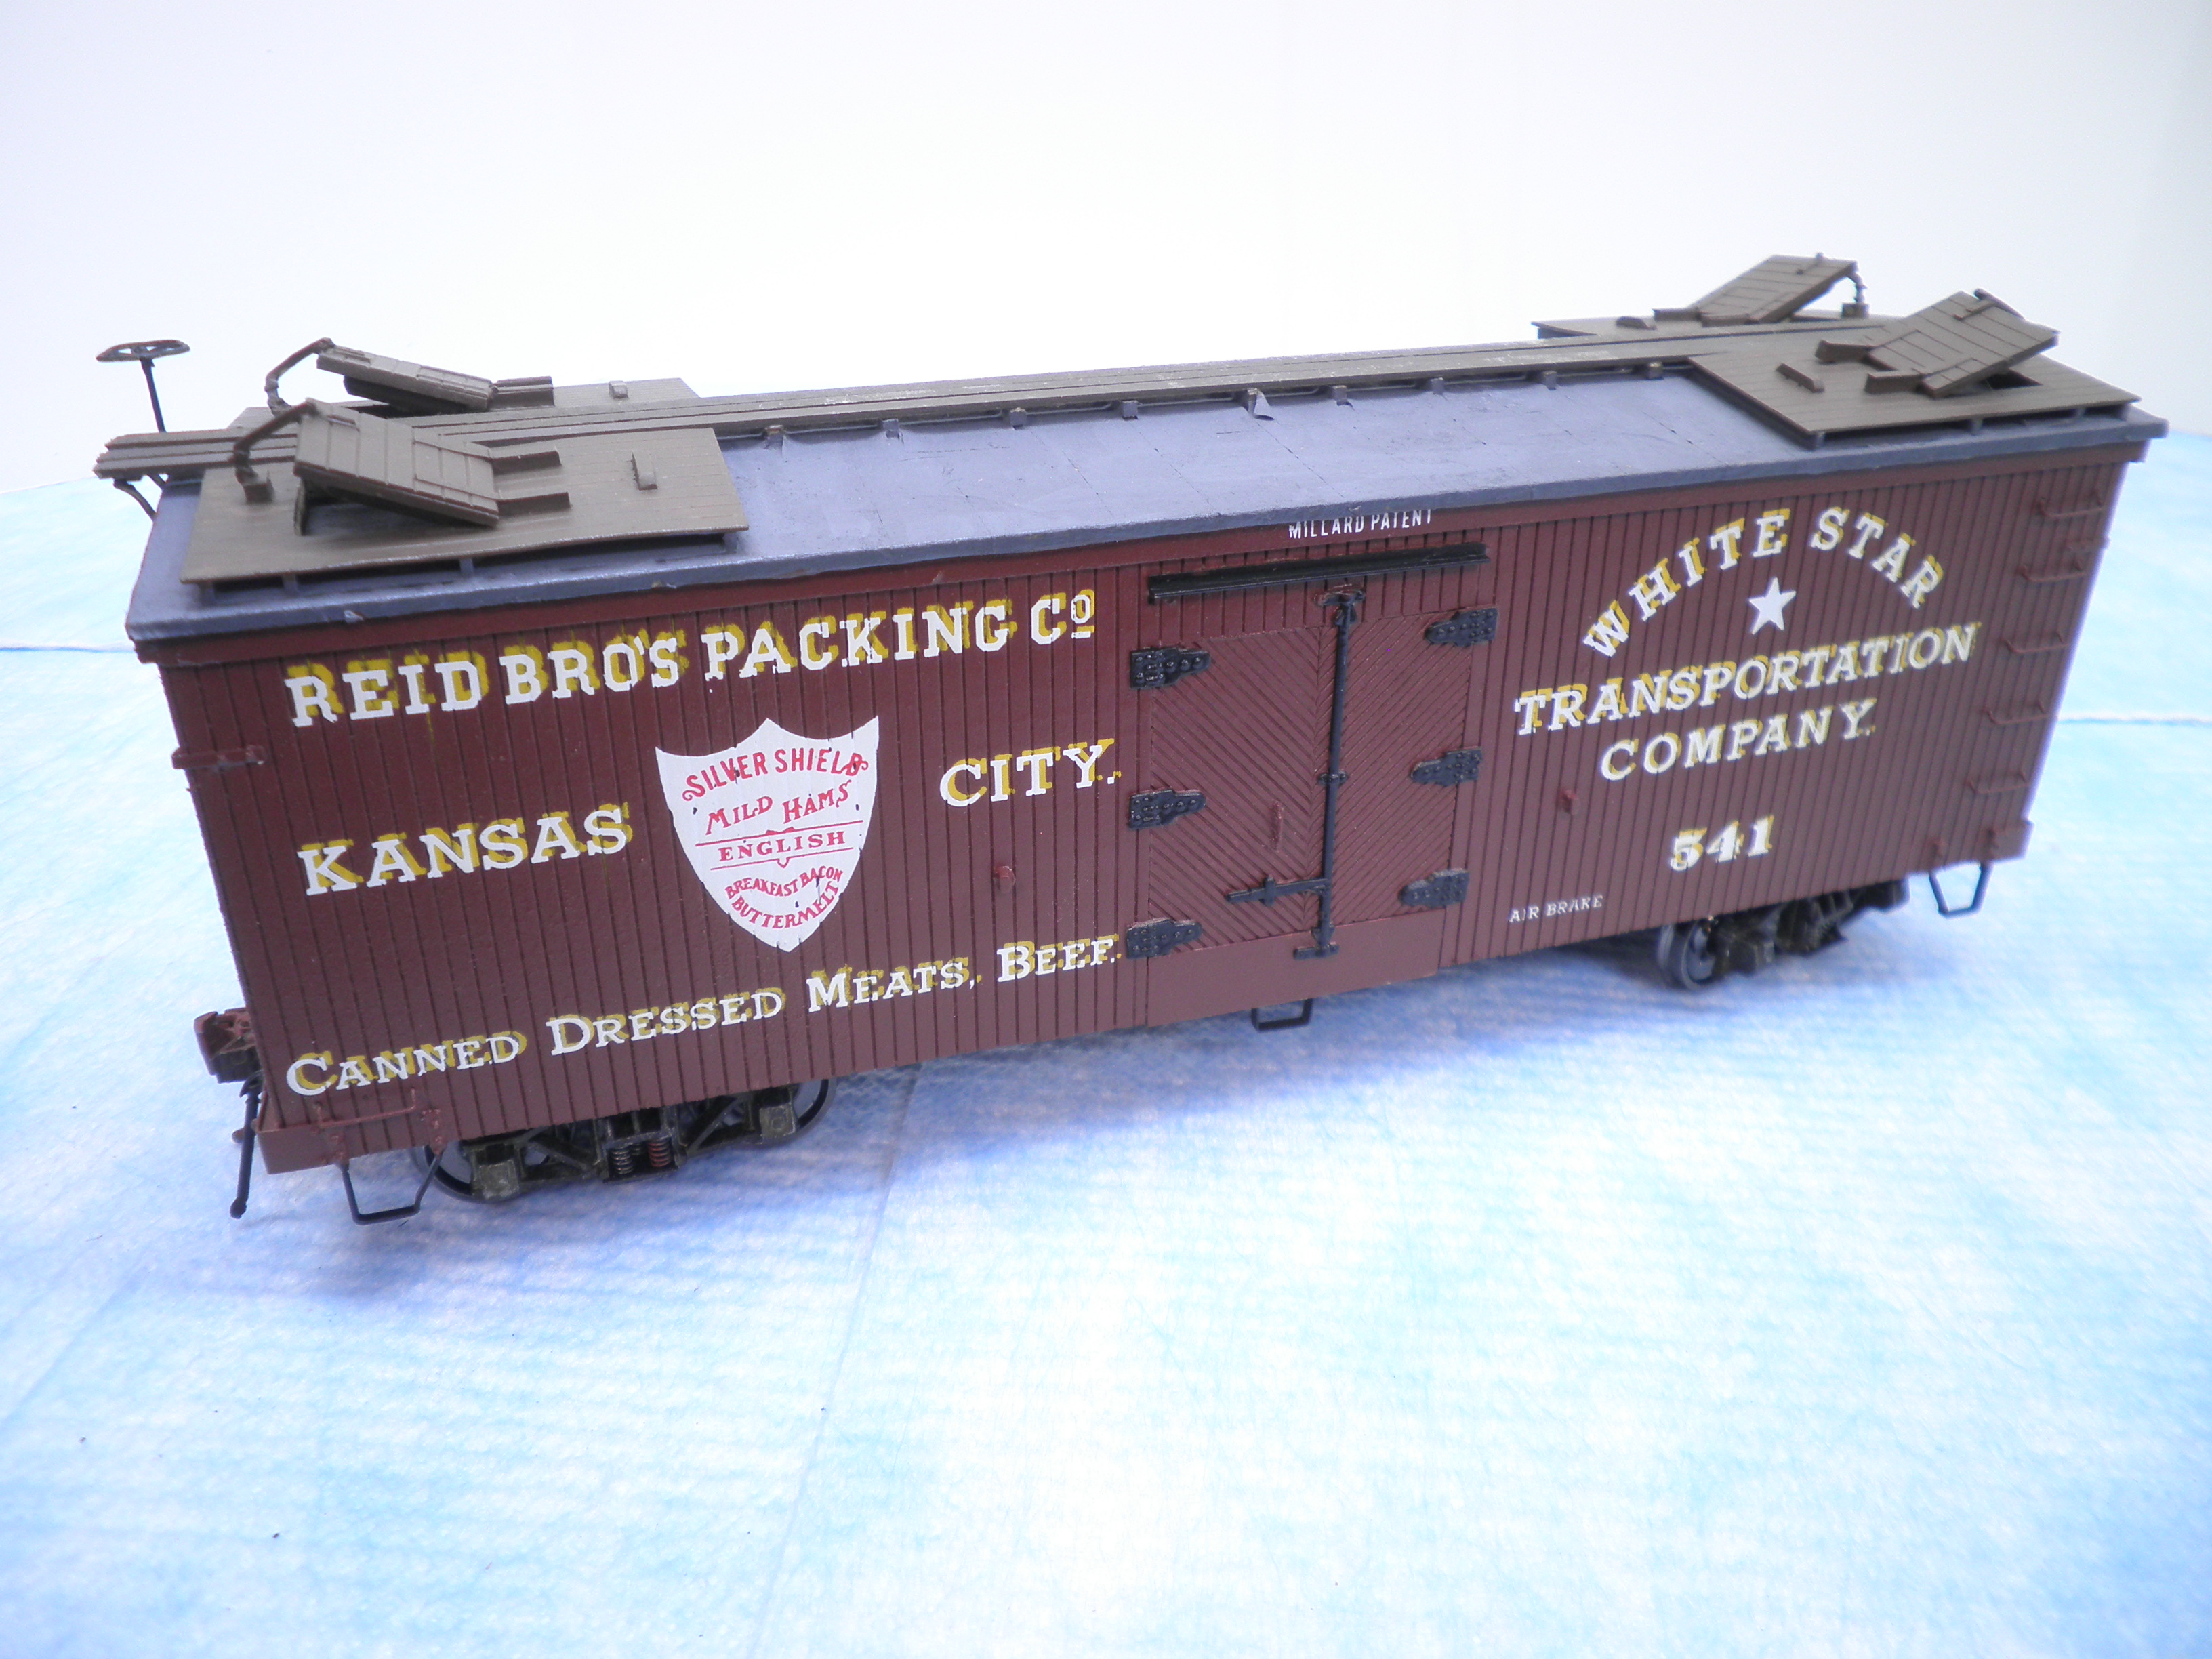 MILLARD PATENT
REID BRO'S PACKING Cº
KANSAS CITY.
SILVER SHIELD
MILD HAMS
ENGLISH
BREAKFAST BACON
& BUTTERMELT
CANNED DRESSED MEATS, BEEF.
WHITE STAR
TRANSPORTATION
COMPANY.
541
AIR BRAKE